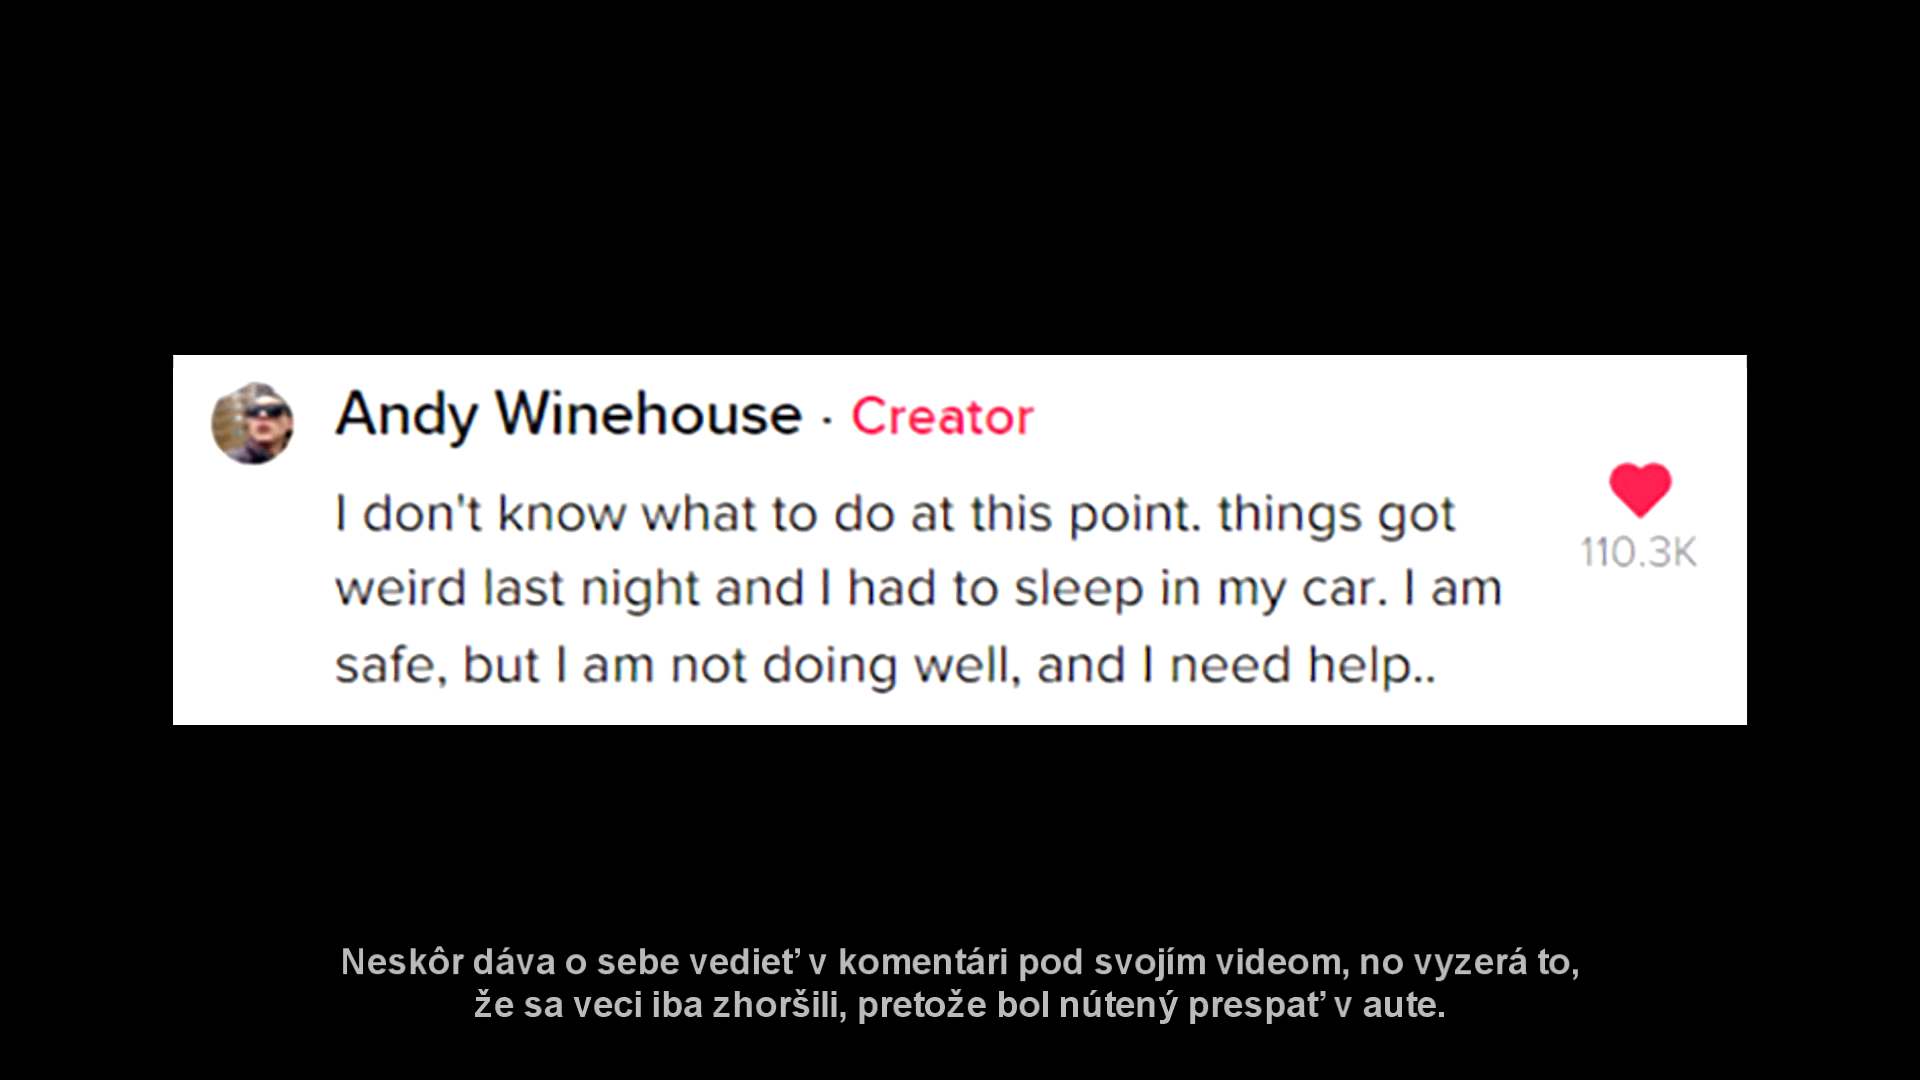 Andy Winehouse · Creator
I don't know what to do at this point. things got
weird last night and I had to sleep in my car. I am
safe, but I am not doing well, and I need help..
110.3K
Neskôr dáva o sebe vedieť v komentári pod svojím videom, no vyzerá to,
že sa veci iba zhoršili, pretože bol nútený prespať v aute.